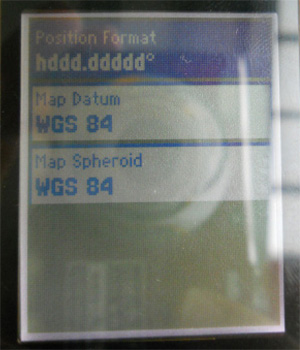 Position Format
hddd.ddddd°
Map Datum
WGS 84
Map Spheroid
WGS 84